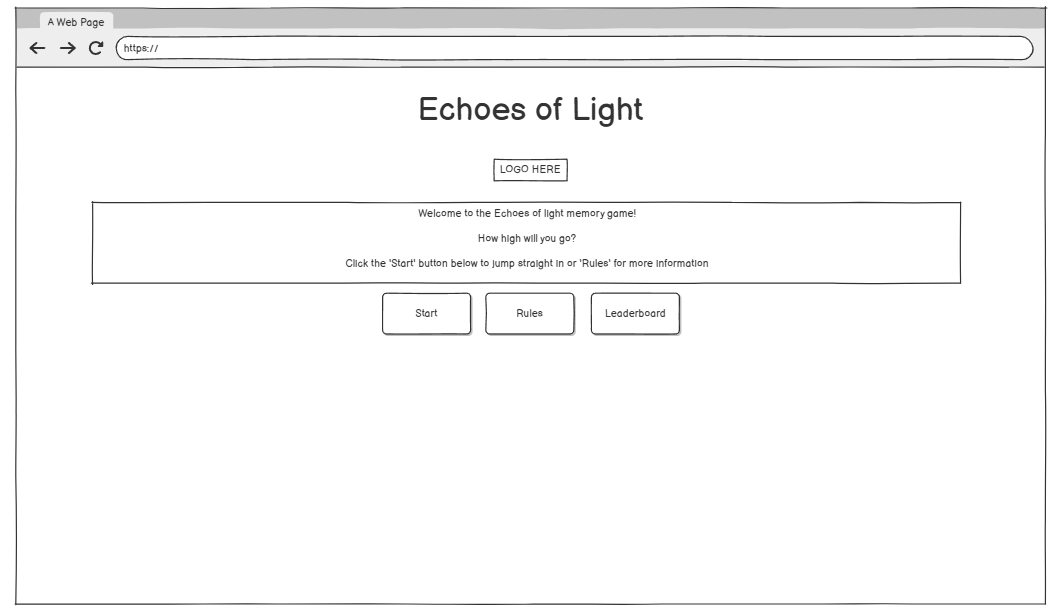 A Web Page
https://
Echoes of Light
LOGO HERE
Welcome to the Echoes of light memory game!
How high will you go?
Click the 'Start' button below to jump straight in or 'Rules' for more information
Start
Rules
Leaderboard